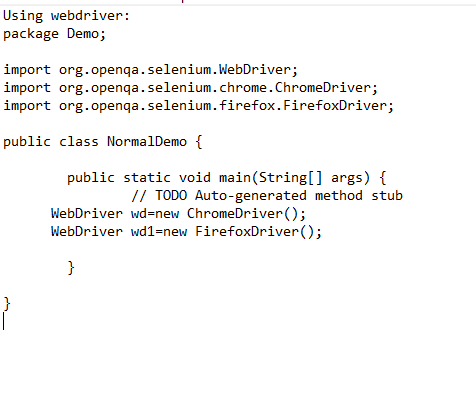 Using webdriver:
package Demo;
import org.openqa.selenium.WebDriver;
import org.openqa.selenium.chrome.ChromeDriver;
import org.openqa.selenium.firefox.FirefoxDriver;
public class NormalDemo {
public static void main(String[] args) {
// TODO Auto-generated method stub
WebDriver wd=new ChromeDriver();
WebDriver wd1=new FirefoxDriver();
}
}